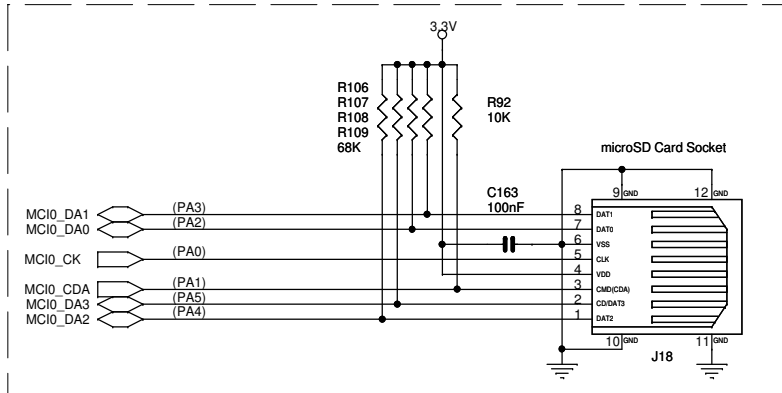 3.3V
R106
R107
R108
R109
68K
R92
10K
microSD Card Socket
C163
100nF
9 GND
12 GND
MCI0_DA1 (PA3) 8 DAT1
MCI0_DA0 (PA2) 7 DAT0
6 VSS
MCI0_CK (PA0) 5 CLK
4 VDD
MCI0_CDA (PA1) 3 CMD(CDA)
MCI0_DA3 (PA5) 2 CD/DAT3
MCI0_DA2 (PA4) 1 DAT2
10 GND
11 GND
J18